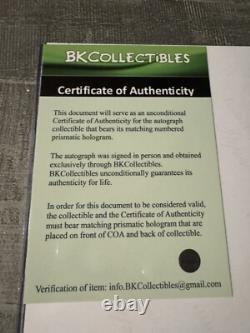 BKCOLLECTIBLES
Certificate of Authenticity
This document will serve as an unconditional
Certificate of Authenticity for the autograph
collectible that bears its matching numbered
prismatic hologram.
The autograph was signed in person and obtained
exclusively through BKCollectibles.
BKCollectibles unconditionally guarantees its
authenticity for life.
In order for this document to be considered valid,
the collectible and the Certificate of Authenticity
must bear matching prismatic hologram that are
placed on front of COA and back of collectible.
Verification of item: info.BKCollectibles@gmail.com